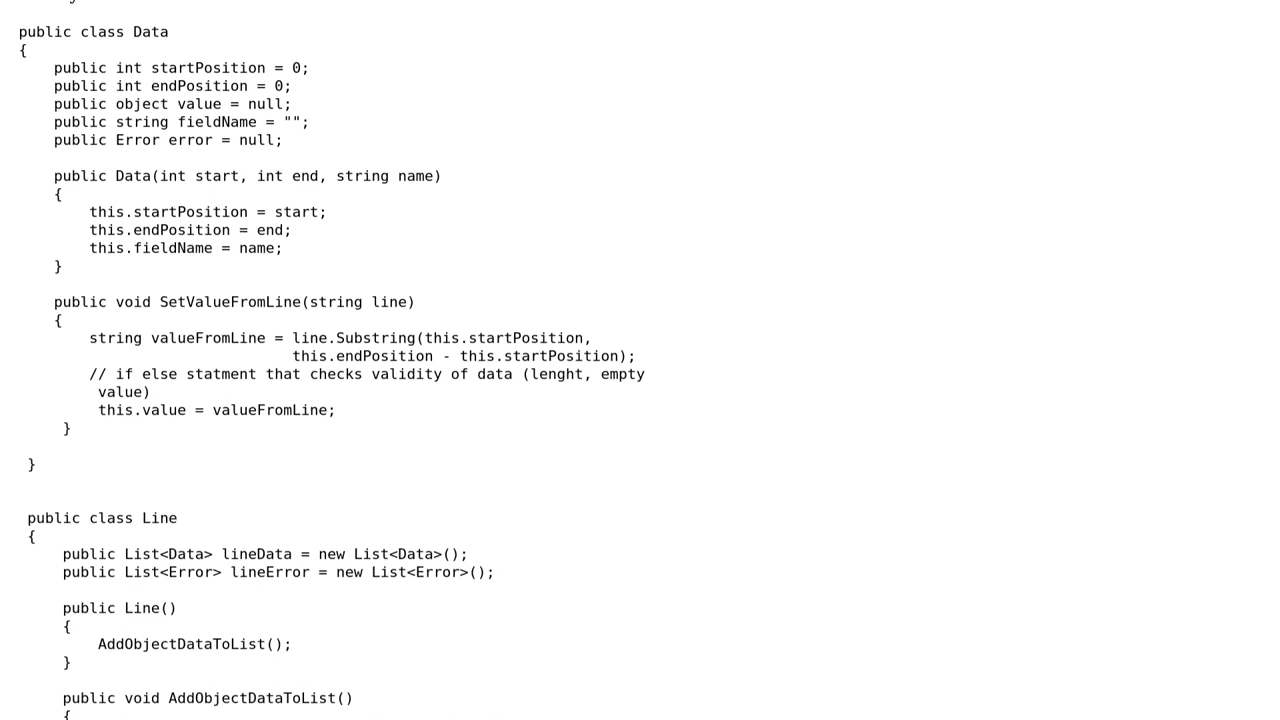 public class Data
{
    public int startPosition = 0;
    public int endPosition = 0;
    public object value = null;
    public string fieldName = "";
    public Error error = null;

    public Data(int start, int end, string name)
    {
        this.startPosition = start;
        this.endPosition = end;
        this.fieldName = name;
    }

    public void SetValueFromLine(string line)
    {
        string valueFromLine = line.Substring(this.startPosition,
                               this.endPosition - this.startPosition);
        // if else statment that checks validity of data (lenght, empty
         value)
         this.value = valueFromLine;
     }

 }


 public class Line
 {
     public List<Data> lineData = new List<Data>();
     public List<Error> lineError = new List<Error>();

     public Line()
     {
         AddObjectDataToList();
     }

     public void AddObjectDataToList()
     {